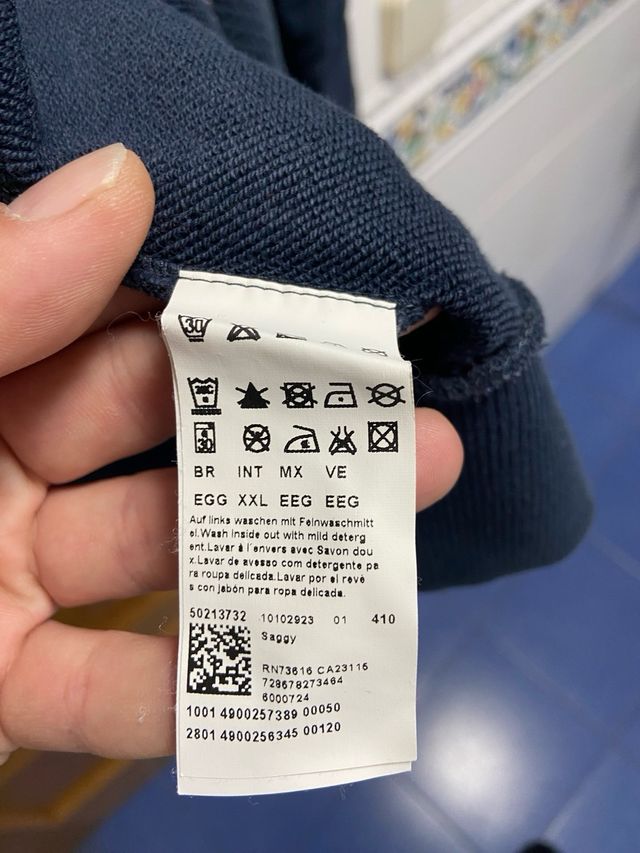 30
30
BR INT MX VE
EGG XXL EEG EEG
Auf links waschen mit Feinwaschmitt
el.Wash inside out with mild deterg
ent.Lavar à l'envers avec Savon dou
x.Lavar de avesso com detergente pa
ra roupa delicada.Lavar por el revé
s con jabón para ropa delicada.
50213732 10102923 01 410
Saggy
RN73616 CA23116
728678273464
6000724
1001 4900257389 00050
2801 4900256345 00120